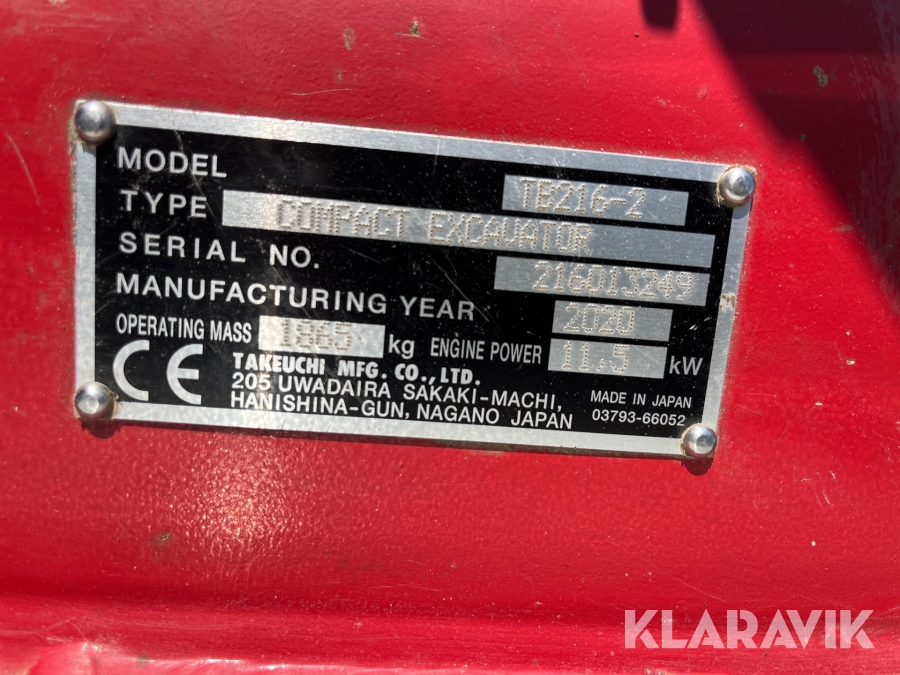 MODEL TB216-2
TYPE COMPACT EXCAVATOR
SERIAL NO. 216013249
MANUFACTURING YEAR 2020
OPERATING MASS 1865 kg ENGINE POWER 11.5 kW
CE TAKEUCHI MFG. CO., LTD.
205 UWADAIRA SAKAKI-MACHI,
HANISHINA-GUN, NAGANO JAPAN
MADE IN JAPAN
03793-66052
KLARAVIK